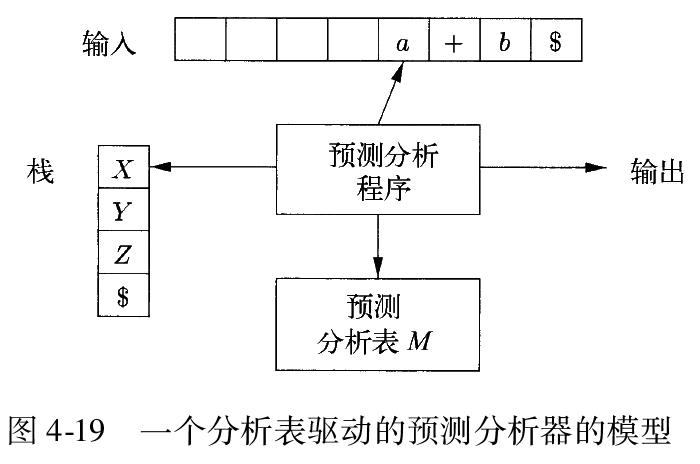 输入
a + b $
预测分析
程序
输出
栈
X
Y
Z
$
预测
分析表 M
图 4-19 一个分析表驱动的预测分析器的模型